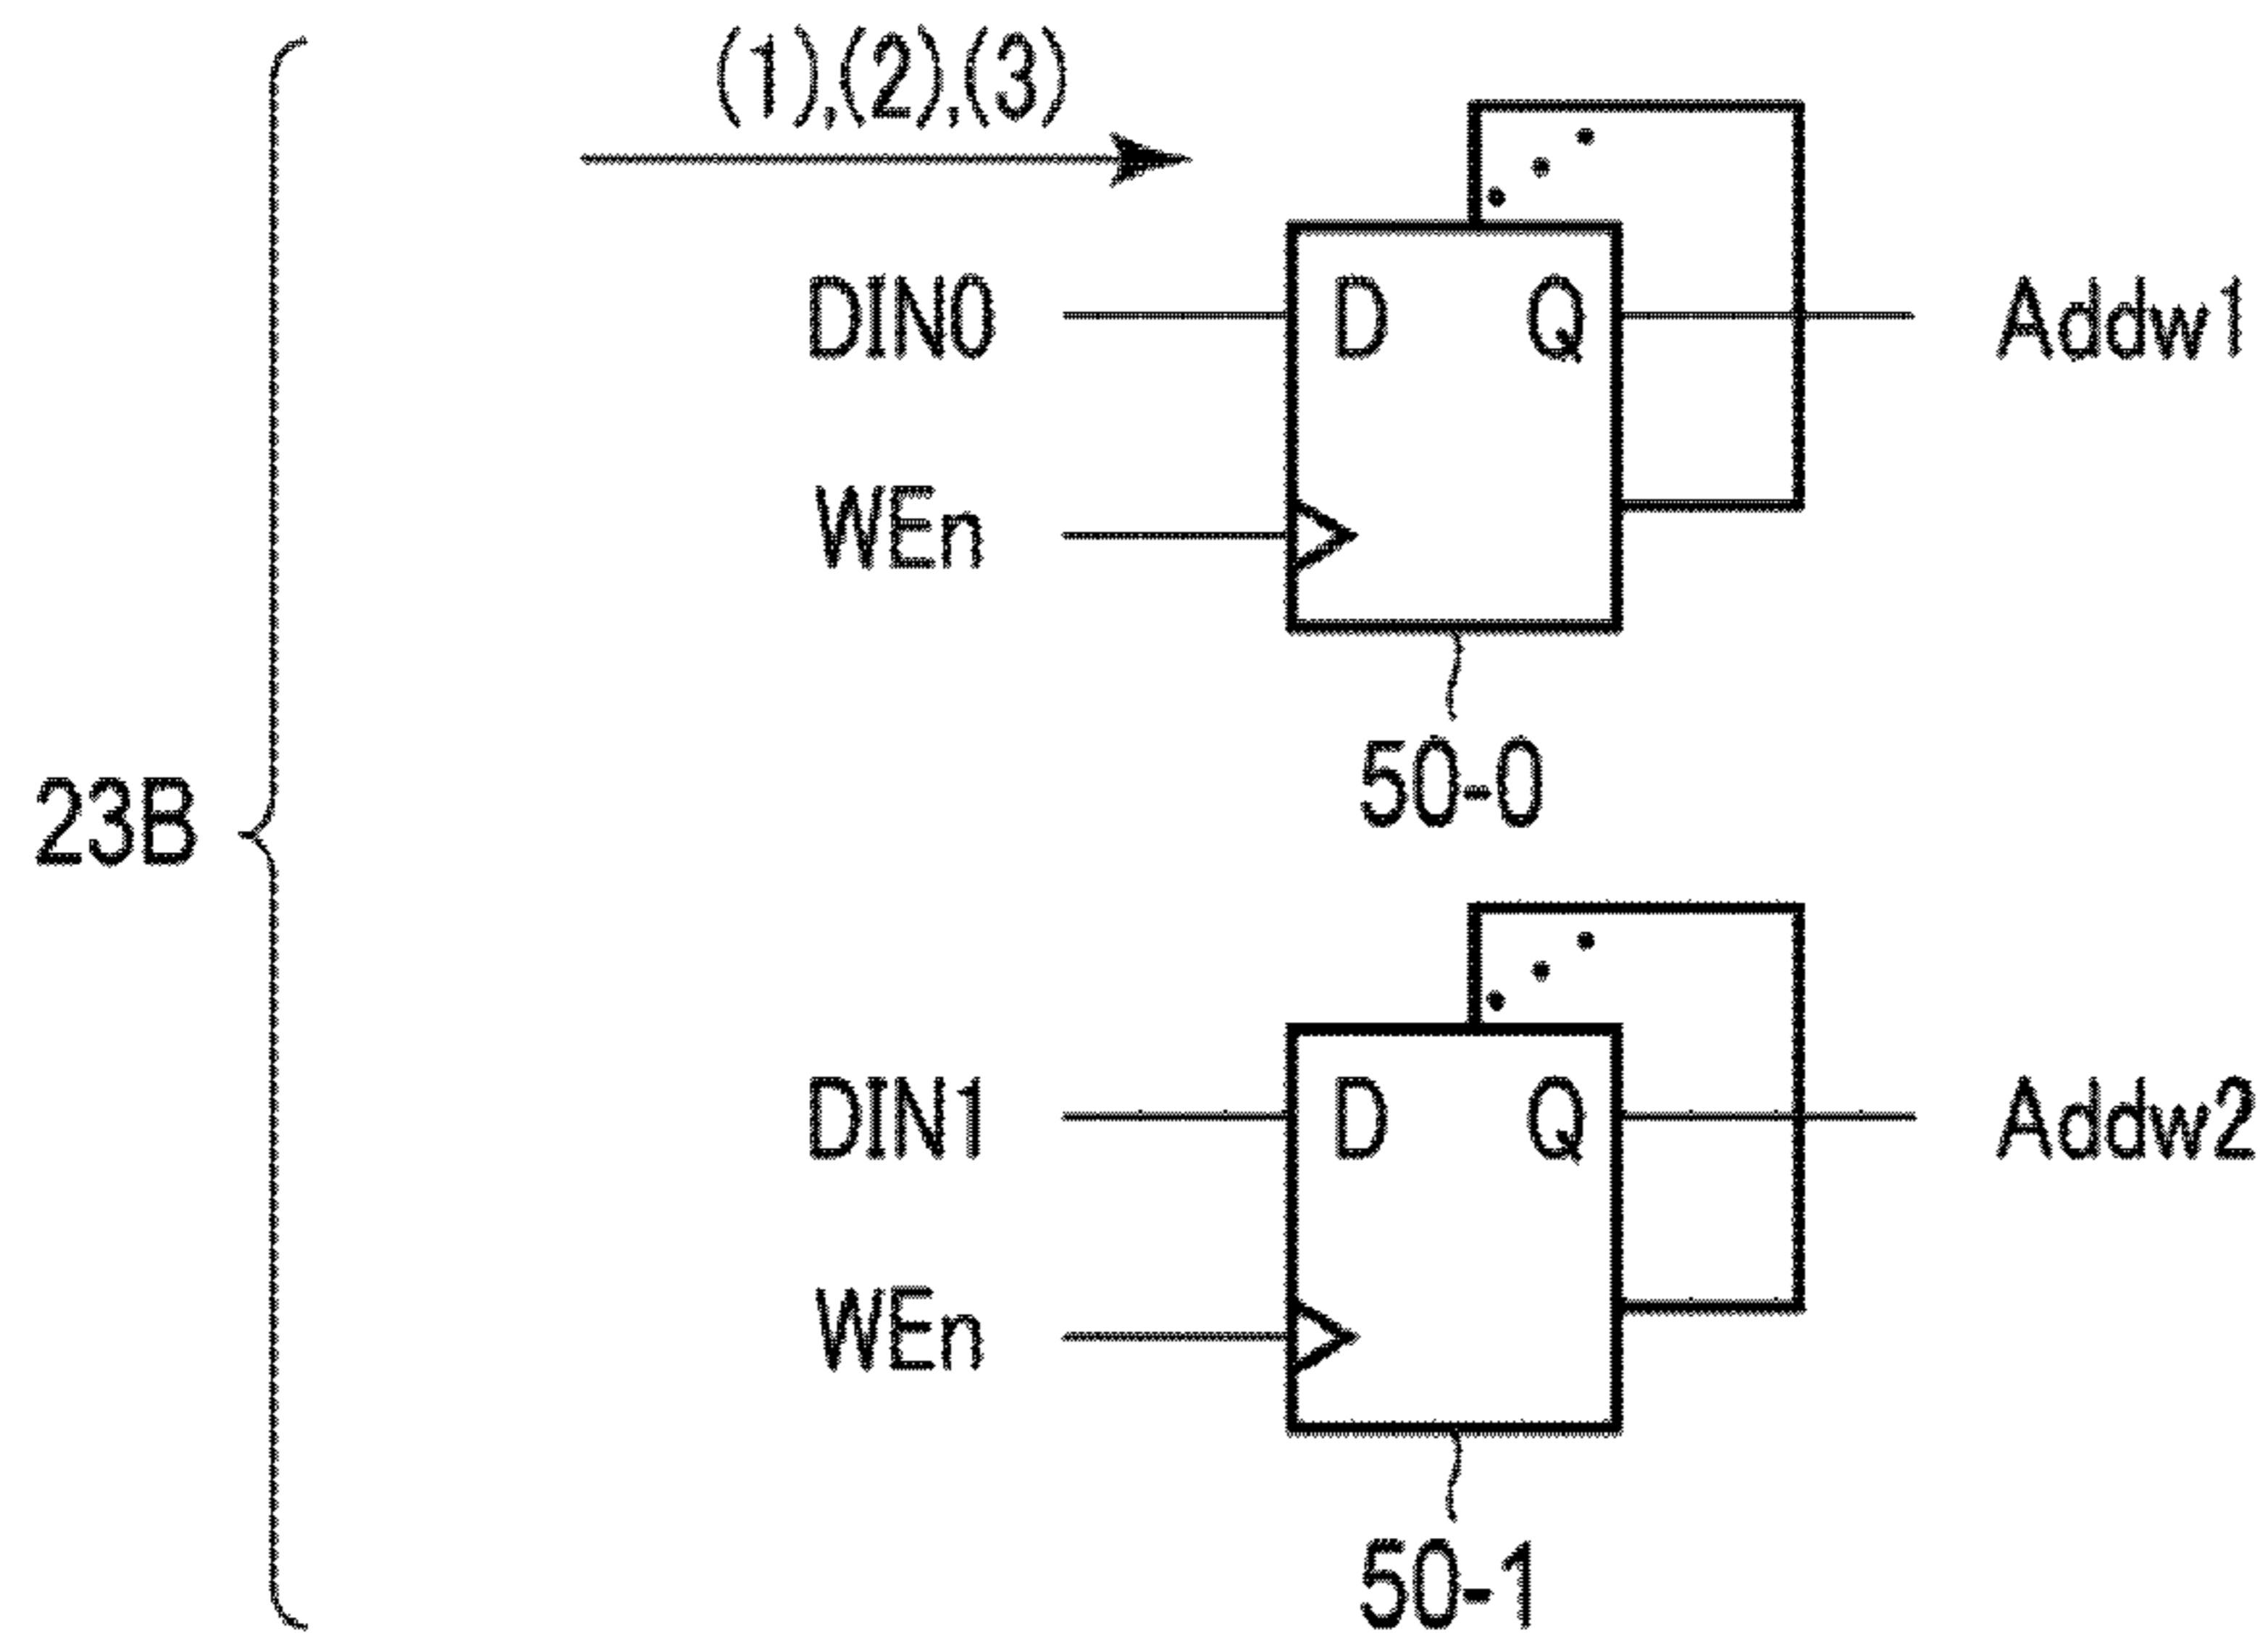 (1),(2),(3)
DIN0 D Q Addw1
WEn
50-0
23B
DIN1 D Q Addw2
WEn
50-1